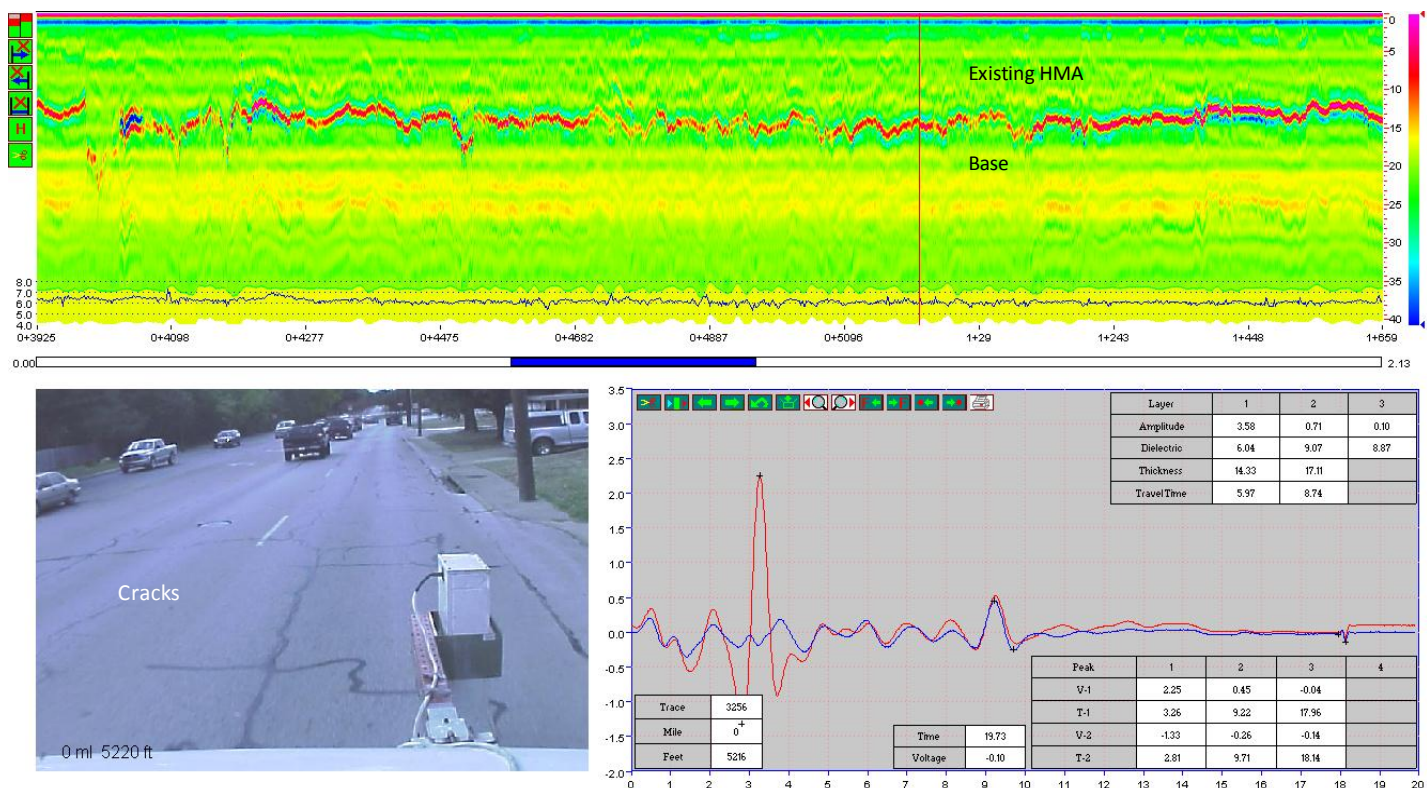 H
Existing HMA
Base
0
-5
-10
-15
-20
-25
-30
-35
-40
8.0
7.0
6.0
5.0
4.0
0+3925 0+4098 0+4277 0+4475 0+4682 0+4887 0+5096 1+29 1+243 1+448 1+659
0.00 2.13
Cracks
0 ml 5220 ft
3.5
3.0
2.5
2.0
1.5
1.0
0.5
0.0
-0.5
-1.0
-1.5
-2.0
0 1 2 3 4 5 6 7 8 9 10 11 12 13 14 15 16 17 18 19 20
Layer 1 2 3
Amplitude 3.58 0.71 0.10
Dielectric 6.04 9.07 8.87
Thickness 14.33 17.11
Travel Time 5.97 8.74
Trace 3256
Mile 0
Feet 5216
Time 19.73
Voltage -0.10
Peak 1 2 3 4
V-1 2.25 0.45 -0.04
T-1 3.26 9.22 17.96
V-2 -1.33 -0.26 -0.14
T-2 2.81 9.71 18.14